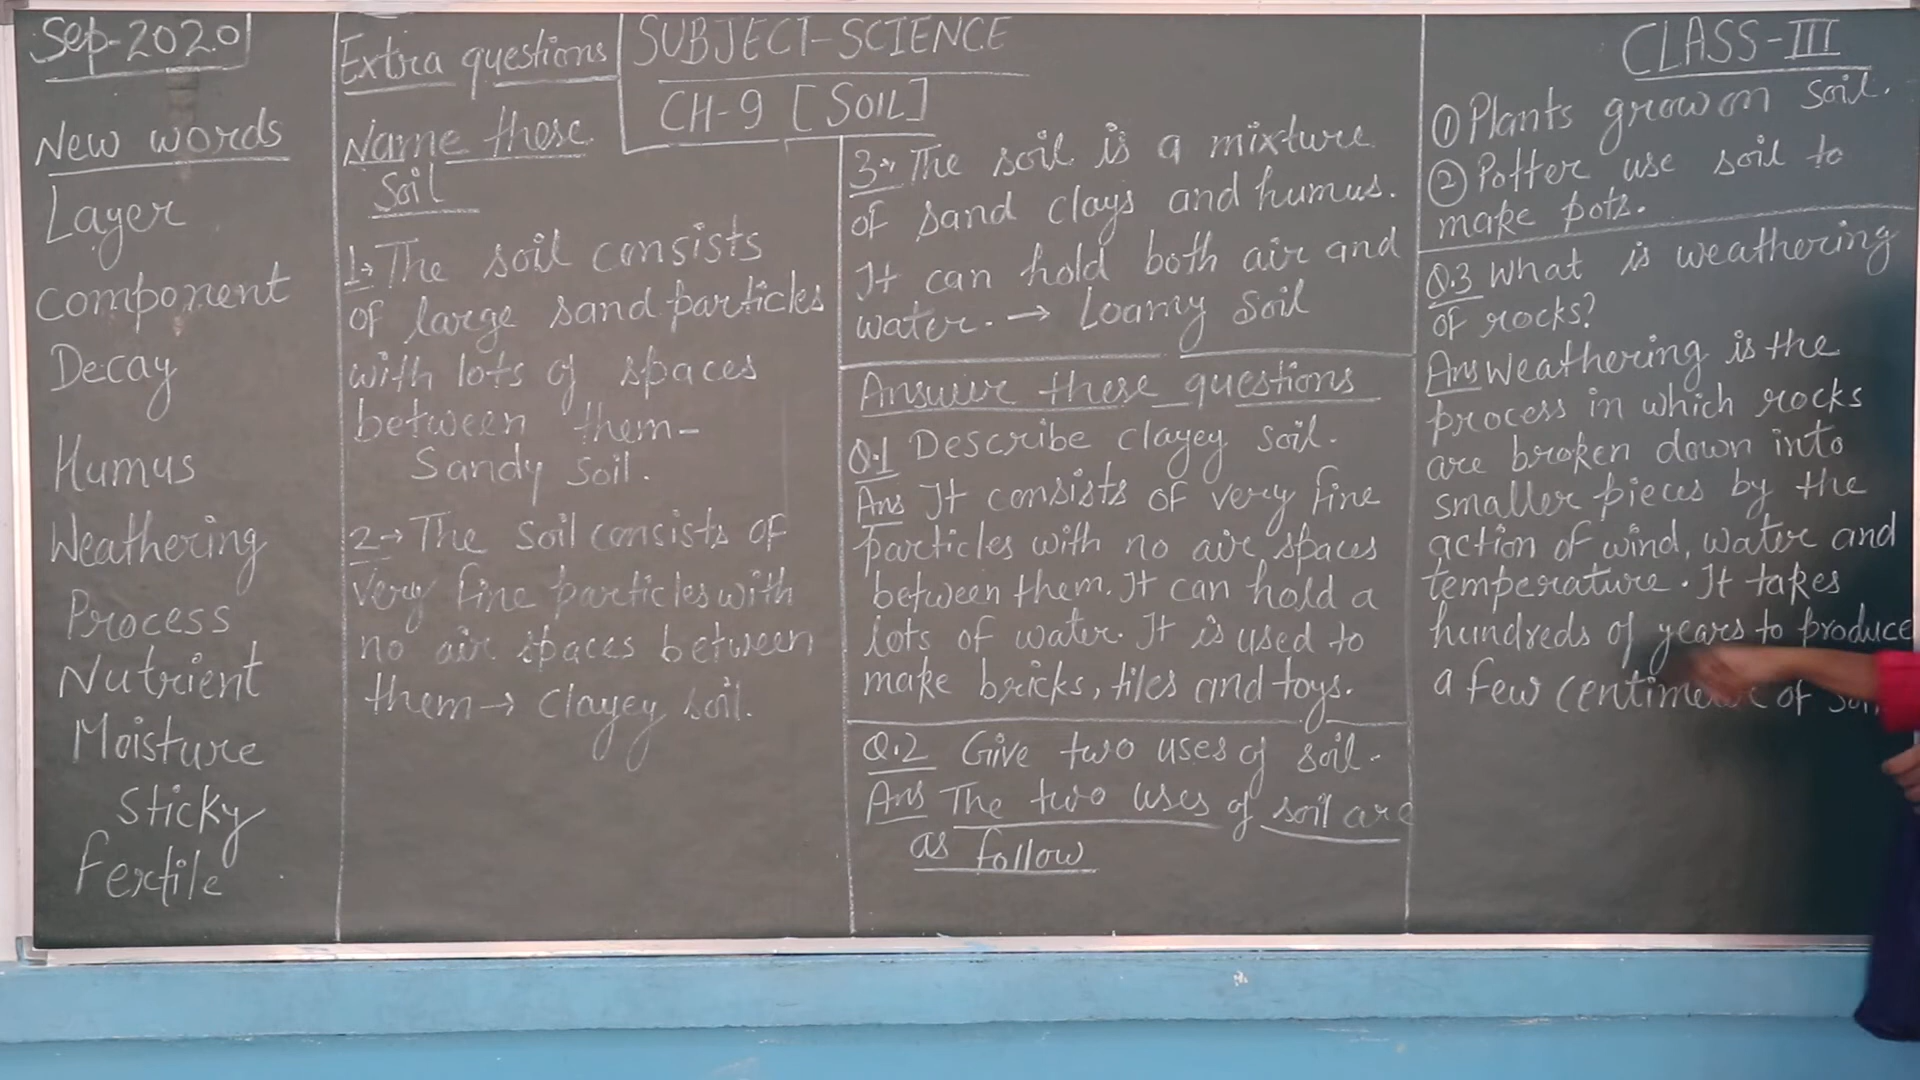 Sep-2020
New words
Layer
Component
Decay
Humus
Weathering
Process
Nutrient
Moisture
Sticky
Fertile
Extra questions
Name these
Soil
1→ The soil consists
of large sand particles
with lots of spaces
between them-
Sandy Soil.
2→ The Soil consists of
very fine particles with
no air spaces between
them → clayey soil.
SUBJECT-SCIENCE
CH-9 [SOIL]
3→ The soil is a mixture
of sand clays and humus.
It can hold both air and
water. → Loamy Soil
Answer these questions
Q.1 Describe clayey soil.
Ans It consists of very fine
particles with no air spaces
between them. It can hold a
lots of water. It is used to
make bricks, tiles and toys.
Q.2 Give two uses of soil.
Ans The two uses of soil are
as follow
CLASS-III
① Plants grow on soil.
② Potter use soil to
make pots.
Q.3 What is weathering
of rocks?
Ans Weathering is the
process in which rocks
are broken down into
smaller pieces by the
action of wind, water and
temperature. It takes
hundreds of years to produce
a few of